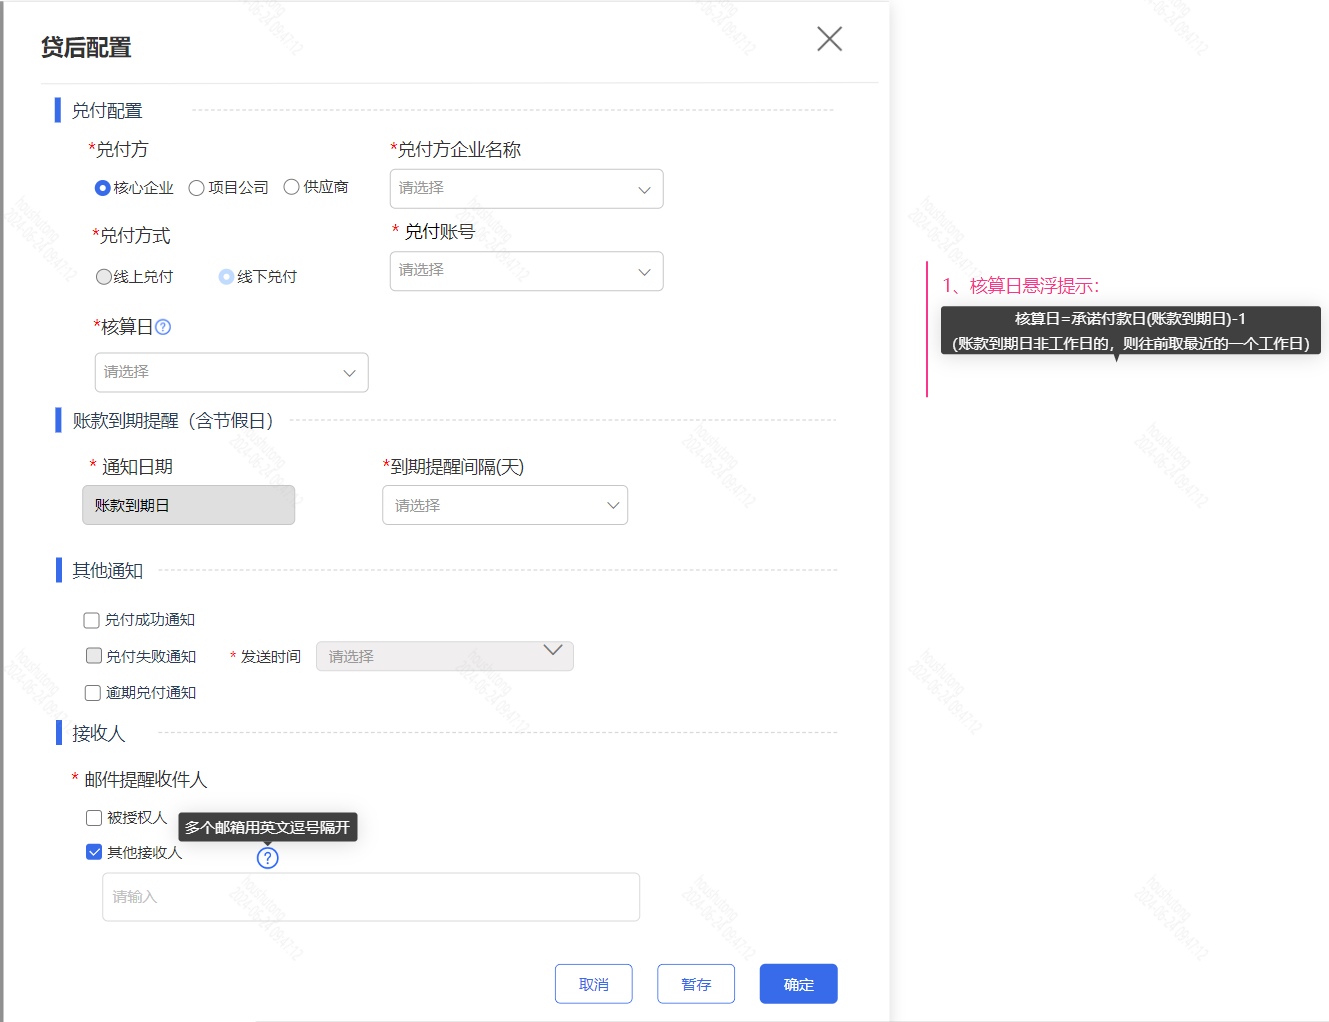 贷后配置
兑付配置
*兑付方
*兑付方企业名称
核心企业 项目公司 供应商
请选择
*兑付方式
* 兑付账号
线上兑付 线下兑付
请选择
*核算日?
请选择
账款到期提醒（含节假日）
* 通知日期
*到期提醒间隔(天)
账款到期日
请选择
其他通知
兑付成功通知
兑付失败通知 * 发送时间 请选择
逾期兑付通知
接收人
* 邮件提醒收件人
被授权人
多个邮箱用英文逗号隔开
其他接收人
?
请输入
取消 暂存 确定
1、核算日悬浮提示：
核算日=承诺付款日(账款到期日)-1
(账款到期日非工作日的，则往前取最近的一个工作日)
houshutong
2024-06-24 094712